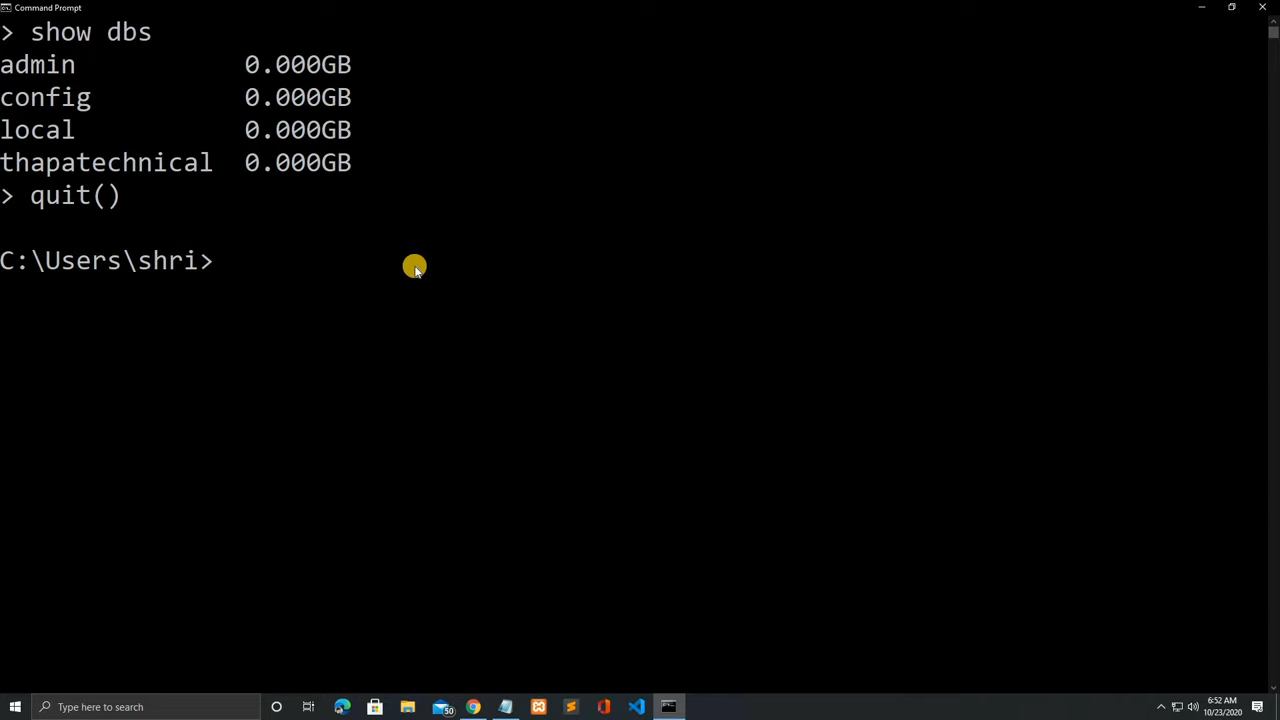 Command Prompt
> show dbs
admin           0.000GB
config          0.000GB
local           0.000GB
thapatechnical  0.000GB
> quit()
C:\Users\shri>
Type here to search
50
6:52 AM
10/23/2020